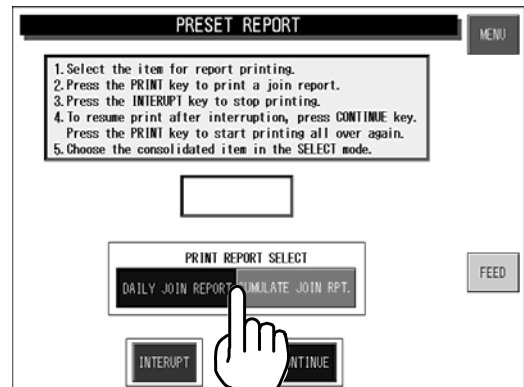 PRESET REPORT
MENU
1.Select the item for report printing.
2.Press the PRINT key to print a join report.
3.Press the INTERUPT key to stop printing.
4.To resume print after interruption, press CONTINUE key.
Press the PRINT key to start printing all over again.
5.Choose the consolidated item in the SELECT mode.
PRINT REPORT SELECT
FEED
DAILY JOIN REPORT JOIN RPT.
INTERUPT